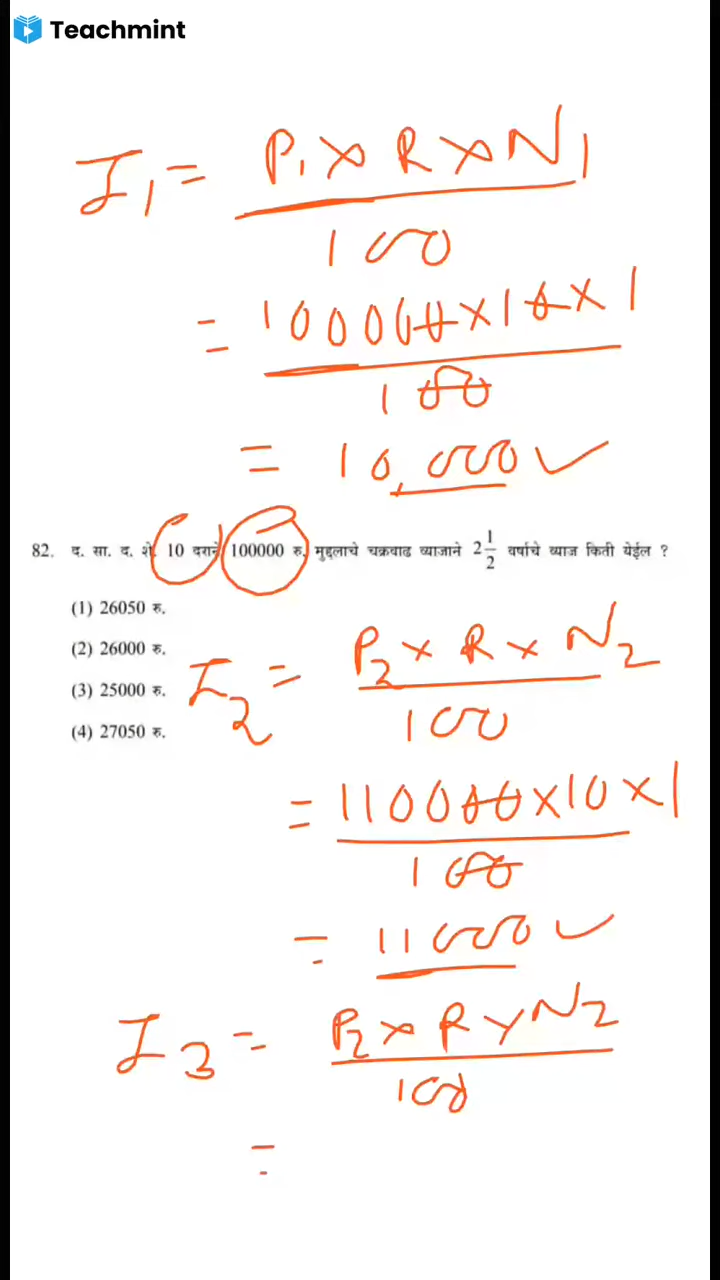 Teachmint
I1 = P1 × R × N1
100
= 100000 × 10 × 1
100
= 10,000 ✓
82. द. सा. द. शे. 10 दराने 100000 रु. मुद्दलाचे चक्रवाढ व्याजाने 2 1/2 वर्षाचे व्याज किती येईल ?
(1) 26050 रु.
(2) 26000 रु.
(3) 25000 रु.
(4) 27050 रु.
I2 = P2 × R × N2
100
= 110000 × 10 × 1
100
= 11000 ✓
I3 = P2 × R × N2
100
=